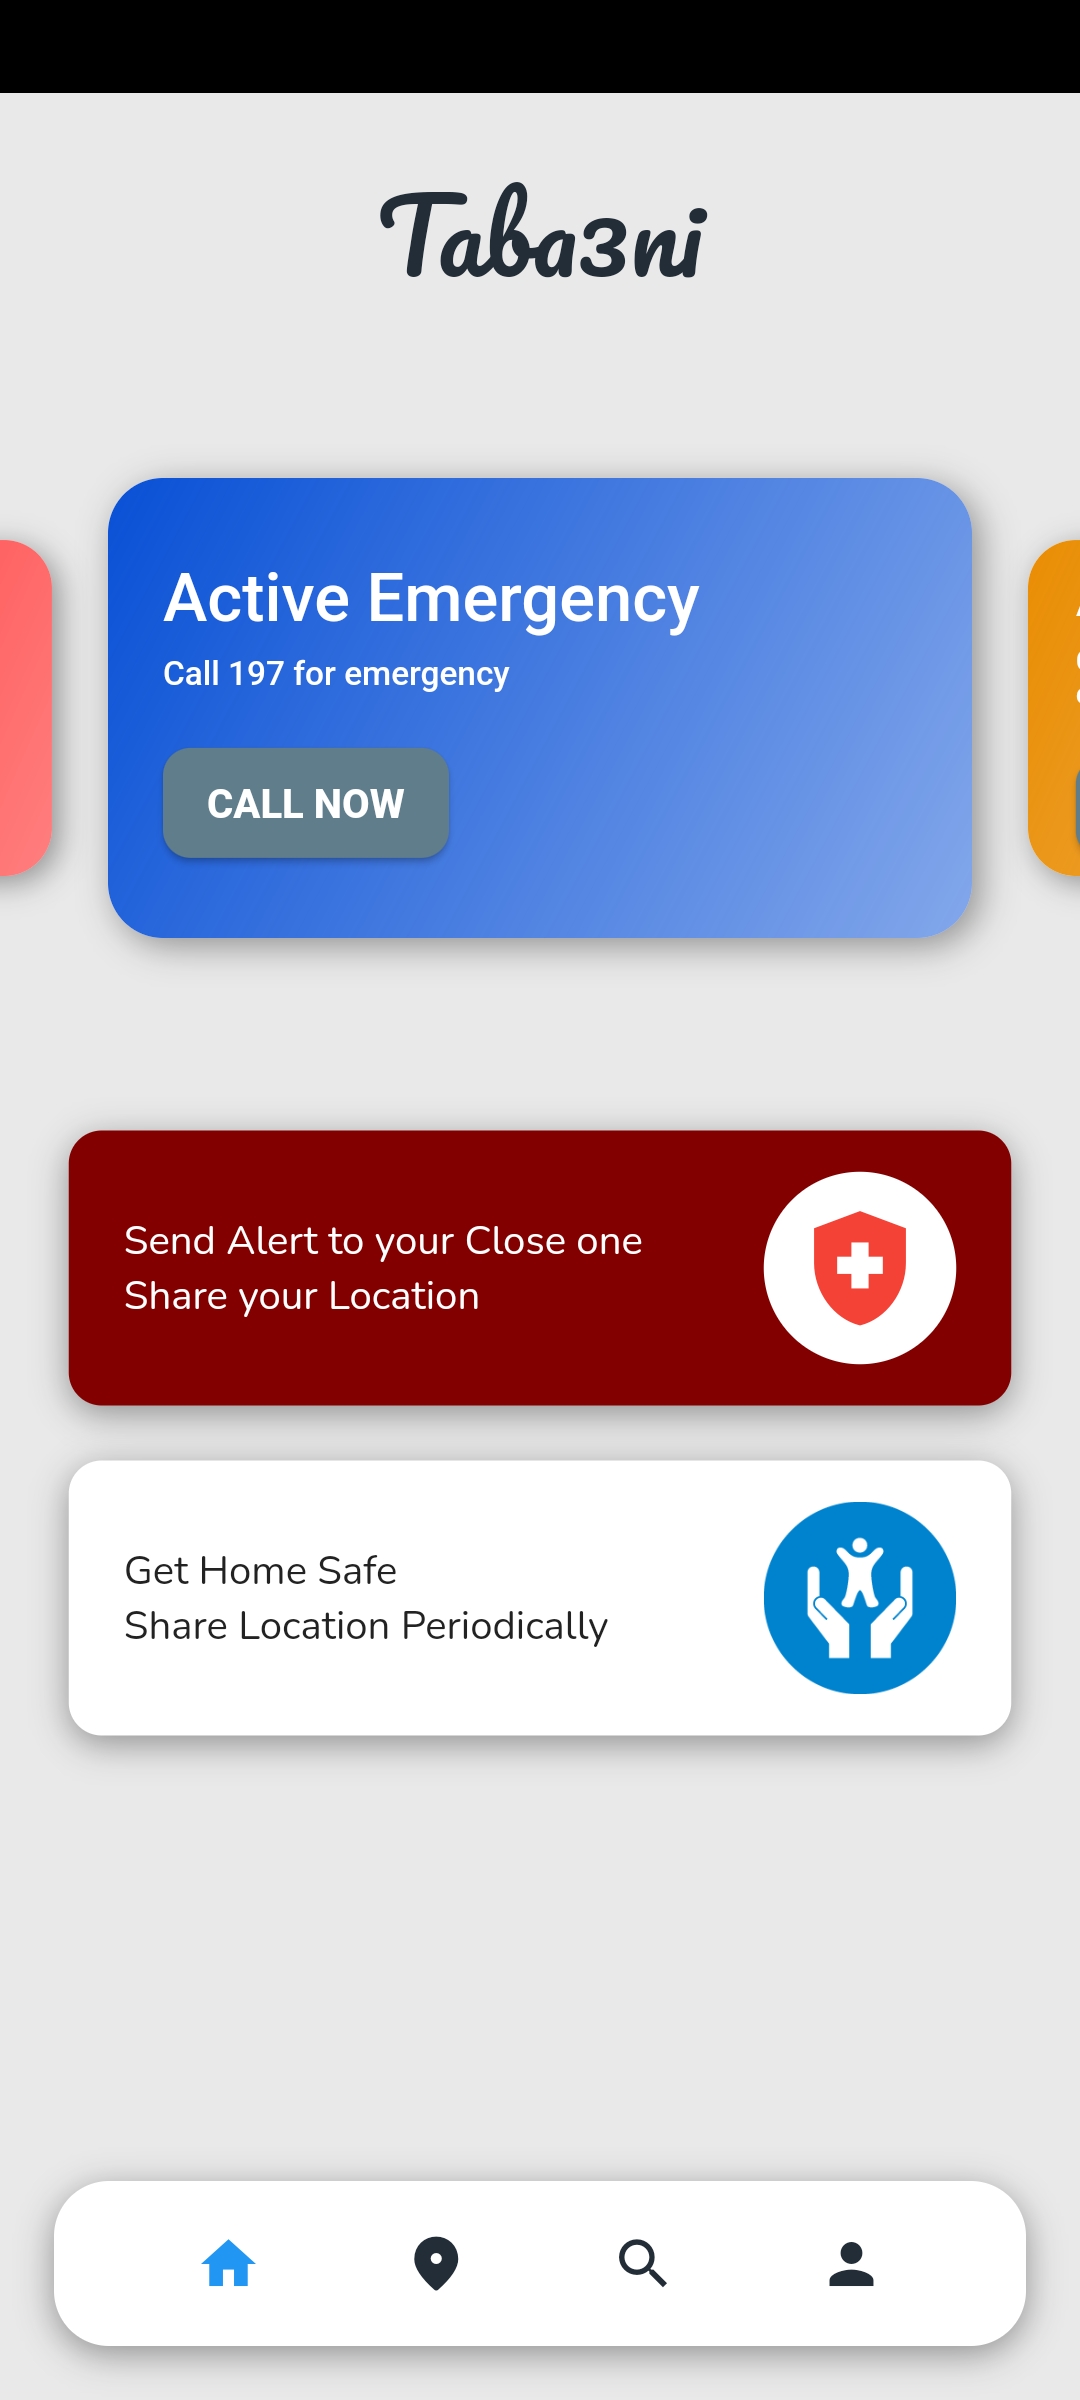 Taba3ni
Active Emergency
Call 197 for emergency
CALL NOW
Send Alert to your Close one
Share your Location
Get Home Safe
Share Location Periodically